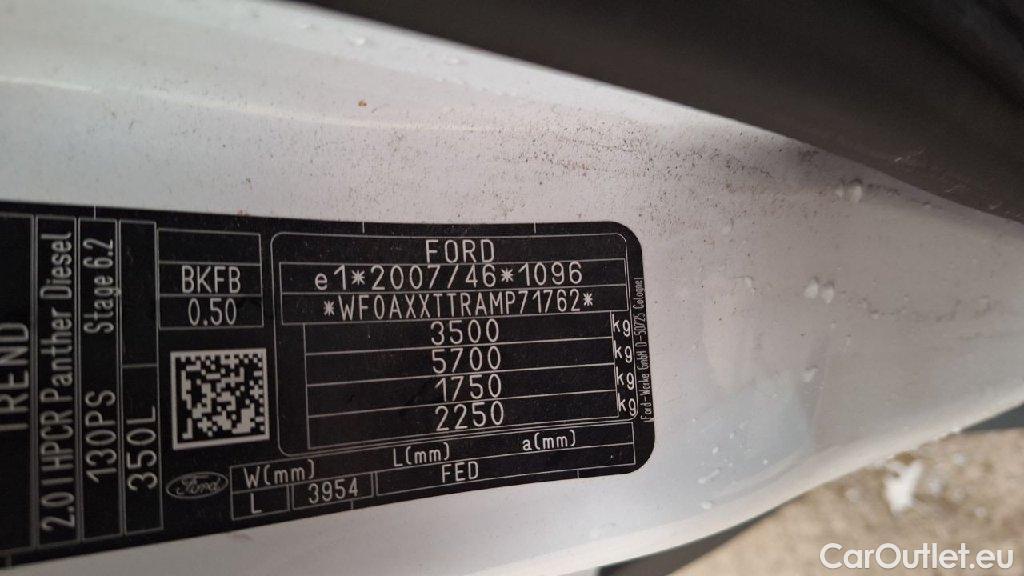 FORD
e1*2007/46*1096
*WF0AXXTTRAMP71762*
3500 kg
5700 kg
1750 kg
2250 kg
BKFB
0.50
Ford
W(mm) L(mm) a(mm)
L 3954 FED
TREND
2.0 l HPCR Panther Diesel
130PS Stage 6.2
350L
CarOutlet.eu